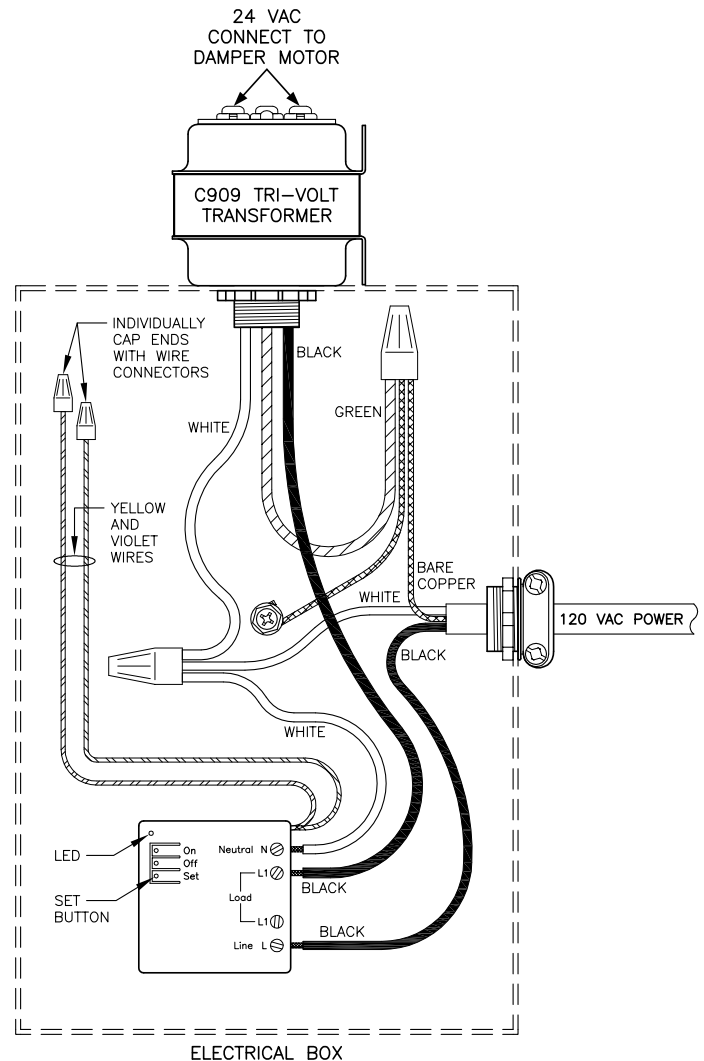 24 VAC
CONNECT TO
DAMPER MOTOR
C909 TRI-VOLT
TRANSFORMER
INDIVIDUALLY
CAP ENDS
WITH WIRE
CONNECTORS
BLACK
WHITE
GREEN
YELLOW
AND
VIOLET
WIRES
BARE
COPPER
WHITE
120 VAC POWER
BLACK
WHITE
LED
On
Off
Set
SET
BUTTON
Neutral N
L1
Load
L1
Line L
BLACK
BLACK
ELECTRICAL BOX